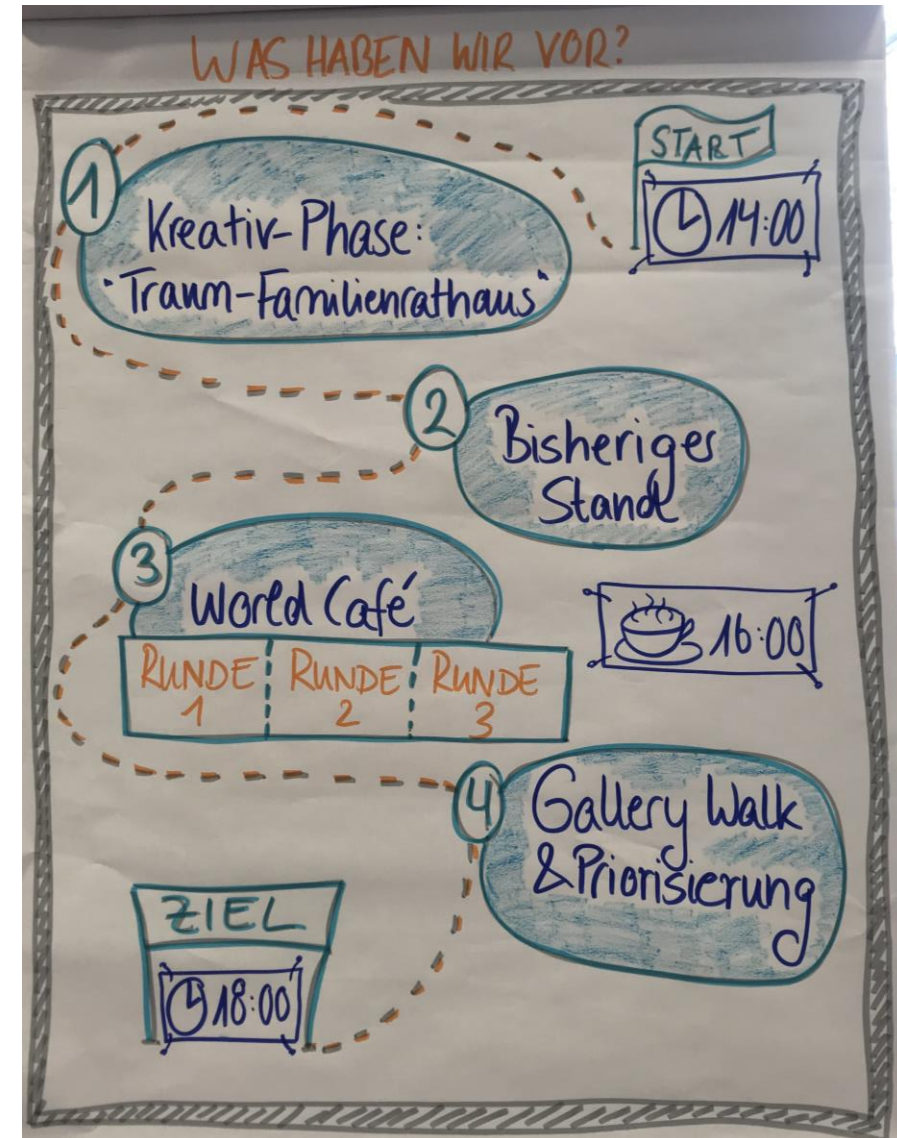 WAS HABEN WIR VOR?
START
14:00
1
Kreativ-Phase:
"Traum-Familienrathaus"
2
Bisheriger
Stand
3
World Café
RUNDE RUNDE RUNDE
1 2 3
16:00
4
Gallery Walk
& Priorisierung
ZIEL
18:00